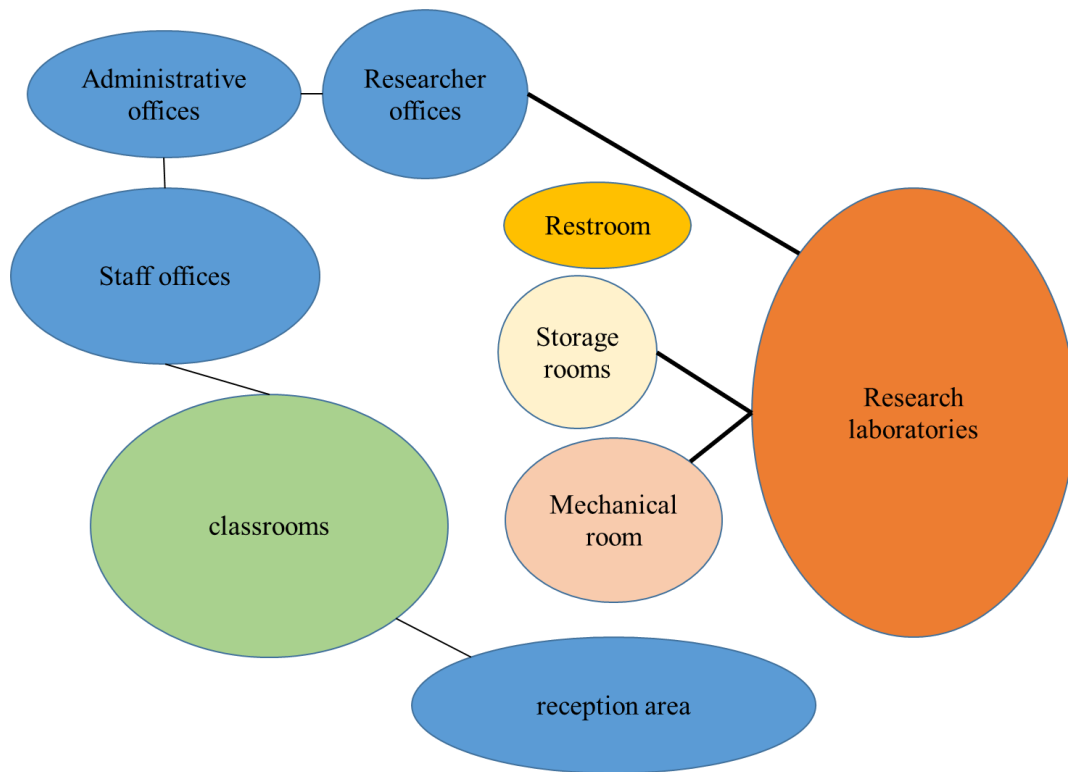 Administrative
offices
Researcher
offices
Restroom
Staff offices
Storage
rooms
Research
laboratories
Mechanical
room
classrooms
reception area